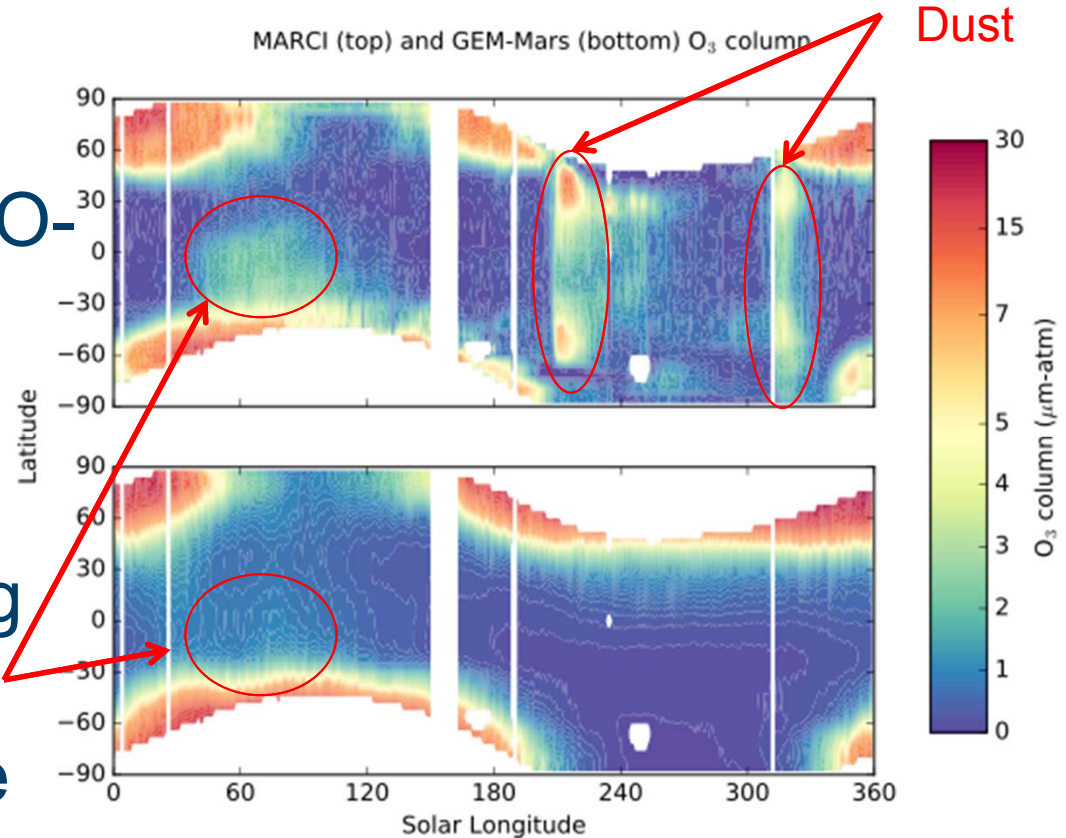 Dust
MARCI (top) and GEM-Mars (bottom) O₃ column
O-
g
e
Latitude
90
60
30
0
−30
−60
−90
90
60
30
0
−30
−60
−90
0 60 120 180 240 300 360
Solar Longitude
30
15
7
5
4
3
2
1
0
O₃ column (μm-atm)